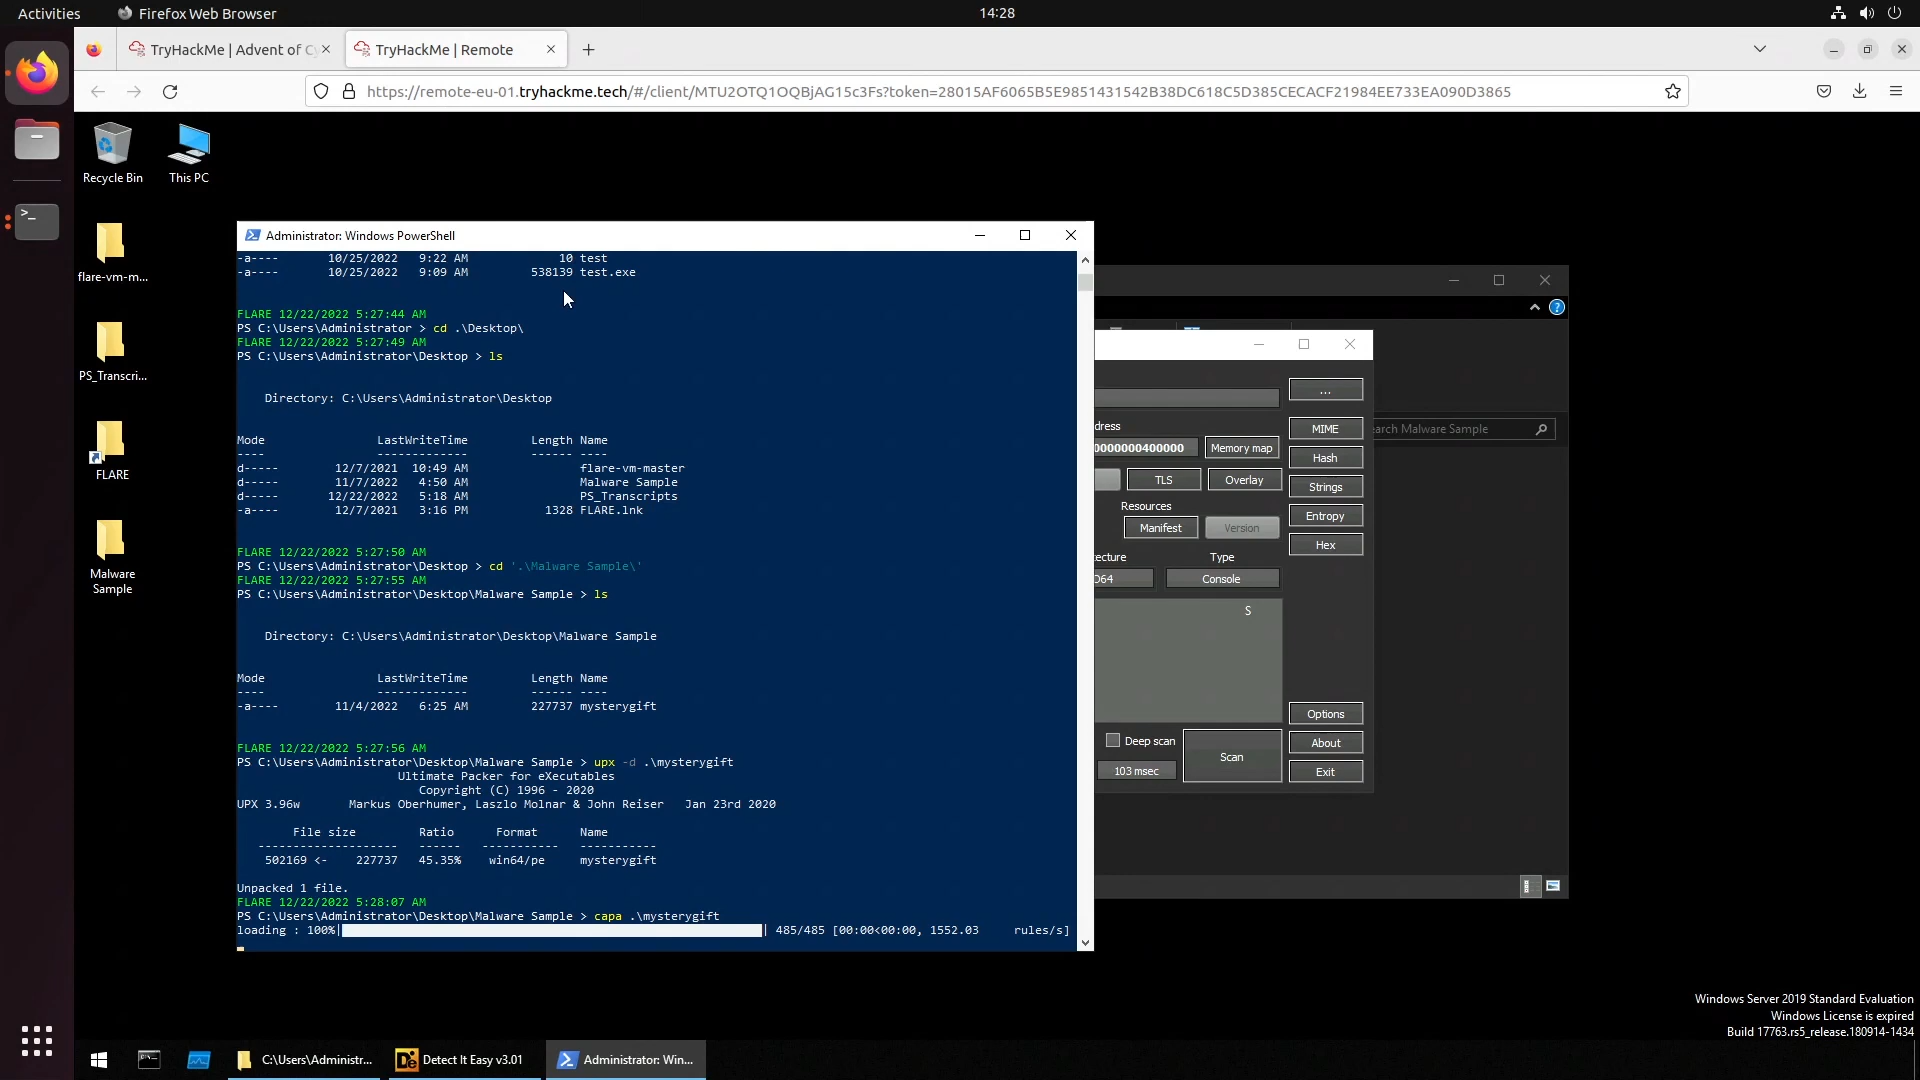 Activities
Firefox Web Browser
14:28
TryHackMe | Advent of Cy
TryHackMe | Remote
https://remote-eu-01.tryhackme.tech/#/client/MTU2OTQ1OQBjAG15c3Fs?token=28015AF6065B5E9851431542B38DC618C5D385CECACF21984EE733EA090D3865
Recycle Bin
This PC
flare-vm-m...
PS_Transcri...
FLARE
Malware
Sample
Administrator: Windows PowerShell
-a---- 10/25/2022 9:22 AM 10 test
-a---- 10/25/2022 9:09 AM 538139 test.exe
FLARE 12/22/2022 5:27:44 AM
PS C:\Users\Administrator > cd .\Desktop\
FLARE 12/22/2022 5:27:49 AM
PS C:\Users\Administrator\Desktop > ls
Directory: C:\Users\Administrator\Desktop
Mode LastWriteTime Length Name
---- ------------- ------ ----
d----- 12/7/2021 10:49 AM flare-vm-master
d----- 11/7/2022 4:50 AM Malware Sample
d----- 12/22/2022 5:18 AM PS_Transcripts
-a---- 12/7/2021 3:16 PM 1328 FLARE.lnk
FLARE 12/22/2022 5:27:50 AM
PS C:\Users\Administrator\Desktop > cd '.\Malware Sample\'
FLARE 12/22/2022 5:27:55 AM
PS C:\Users\Administrator\Desktop\Malware Sample > ls
Directory: C:\Users\Administrator\Desktop\Malware Sample
Mode LastWriteTime Length Name
---- ------------- ------ ----
-a---- 11/4/2022 6:25 AM 227737 mysterygift
FLARE 12/22/2022 5:27:56 AM
PS C:\Users\Administrator\Desktop\Malware Sample > upx -d .\mysterygift
Ultimate Packer for eXecutables
Copyright (C) 1996 - 2020
UPX 3.96w Markus Oberhumer, Laszlo Molnar & John Reiser Jan 23rd 2020
File size Ratio Format Name
-------------------- ------ ----------- -----------
502169 <- 227737 45.35% win64/pe mysterygift
Unpacked 1 file.
FLARE 12/22/2022 5:28:07 AM
PS C:\Users\Administrator\Desktop\Malware Sample > capa .\mysterygift
loading : 100%| | 485/485 [00:00<00:00, 1552.03 rules/s]
...
dress
MIME
earch Malware Sample
0000000400000
Memory map
Hash
TLS
Overlay
Strings
Resources
Manifest
Version
Entropy
Hex
tecture
Type
D64
Console
S
Options
Deep scan
Scan
About
103 msec
Exit
Windows Server 2019 Standard Evaluation
Windows License is expired
Build 17763.rs5_release.180914-1434
C:\Users\Administr...
Detect It Easy v3.01
Administrator: Win...